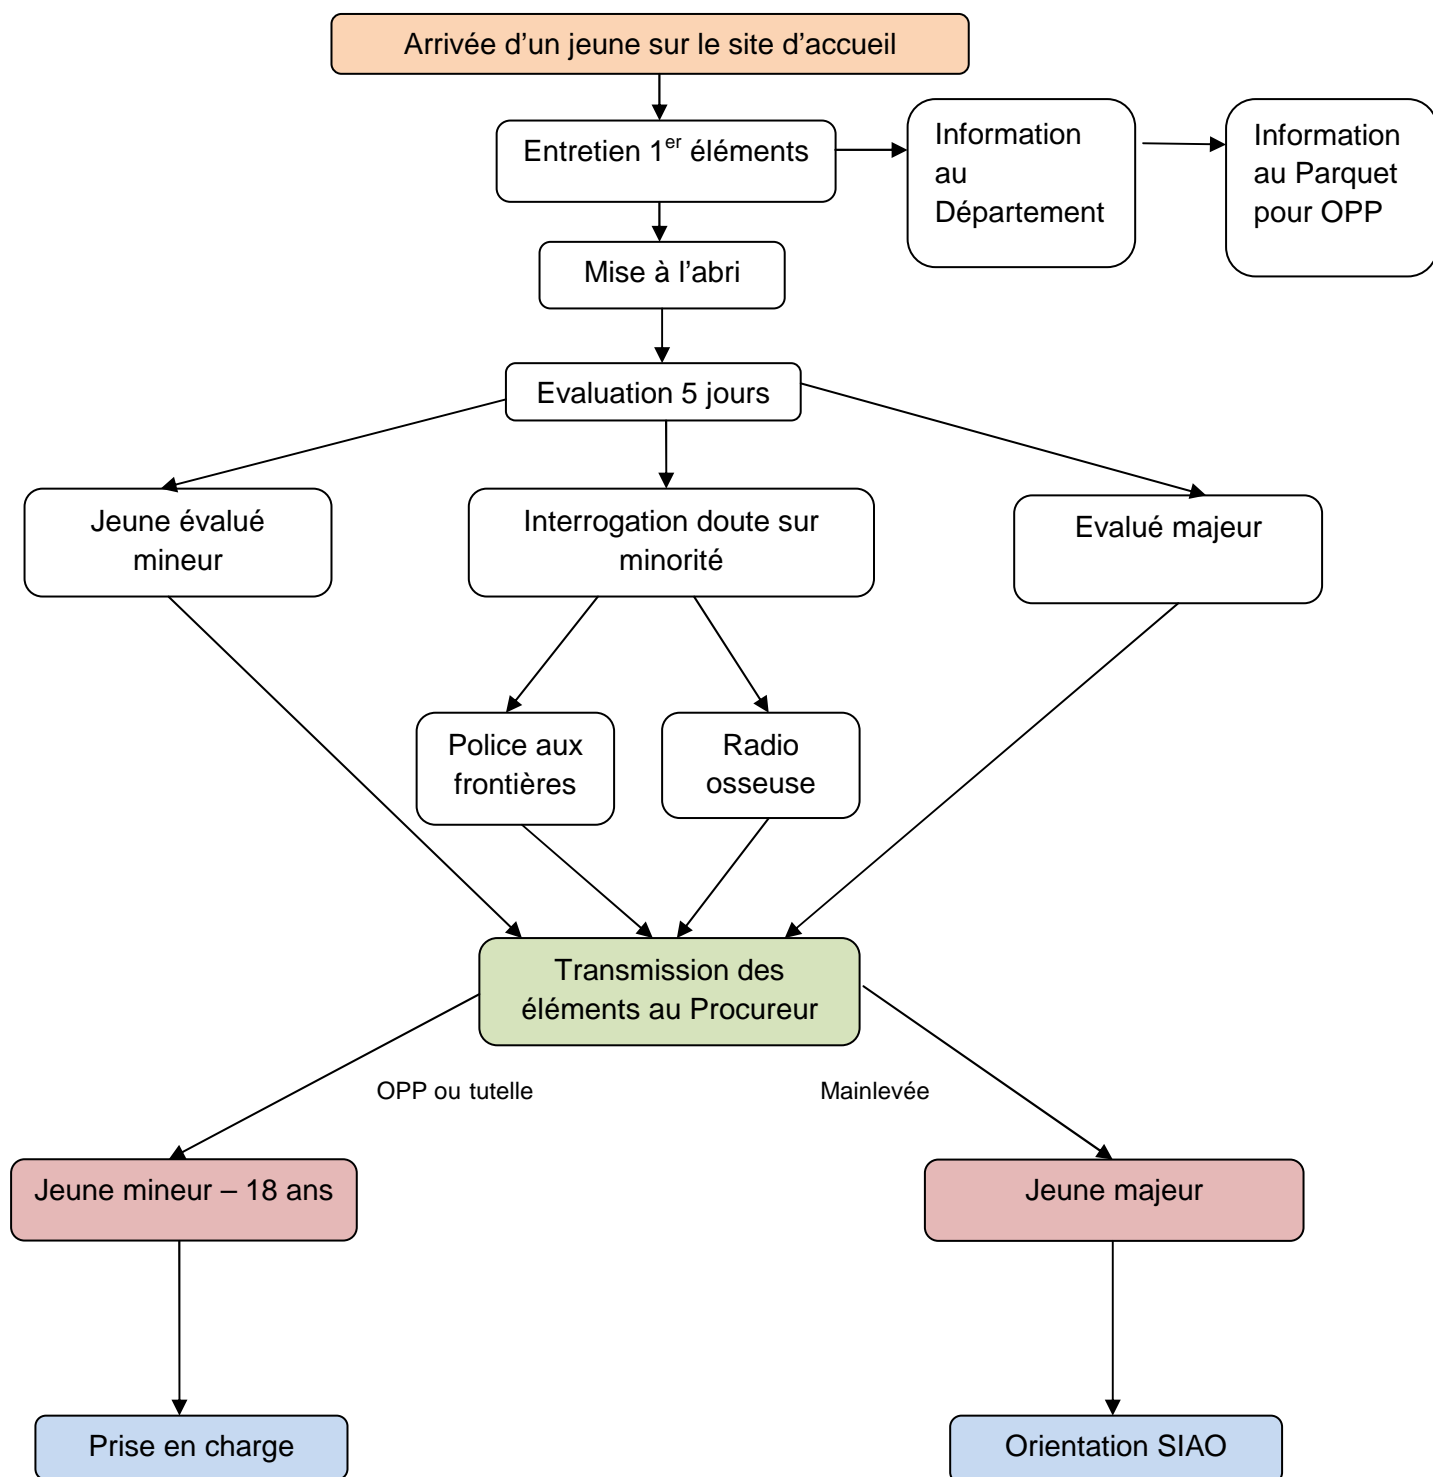 Arrivée d’un jeune sur le site d’accueil
Entretien 1er éléments
Information
au
Département
Information
au Parquet
pour OPP
Mise à l’abri
Evaluation 5 jours
Jeune évalué
mineur
Interrogation doute sur
minorité
Evalué majeur
Police aux
frontières
Radio
osseuse
Transmission des
éléments au Procureur
OPP ou tutelle
Mainlevée
Jeune mineur – 18 ans
Jeune majeur
Prise en charge
Orientation SIAO